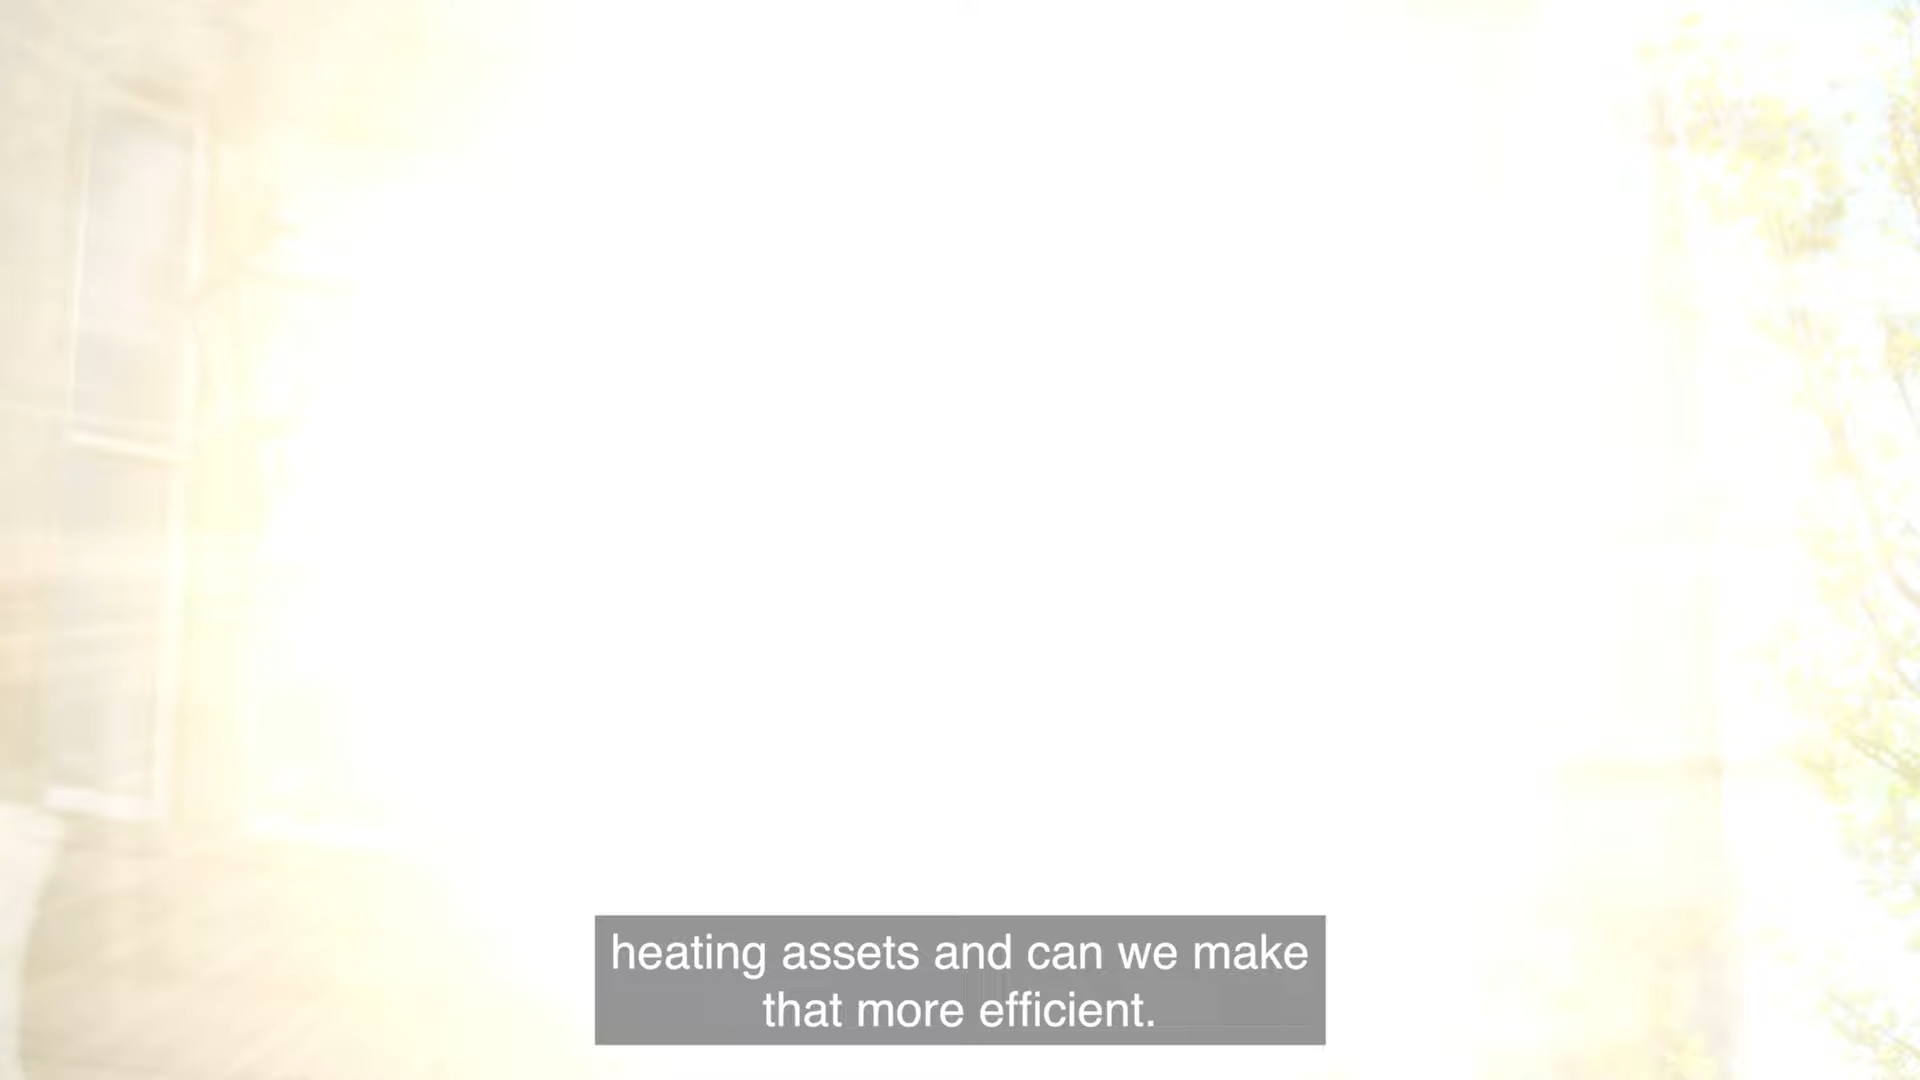 heating assets and can we make
that more efficient.